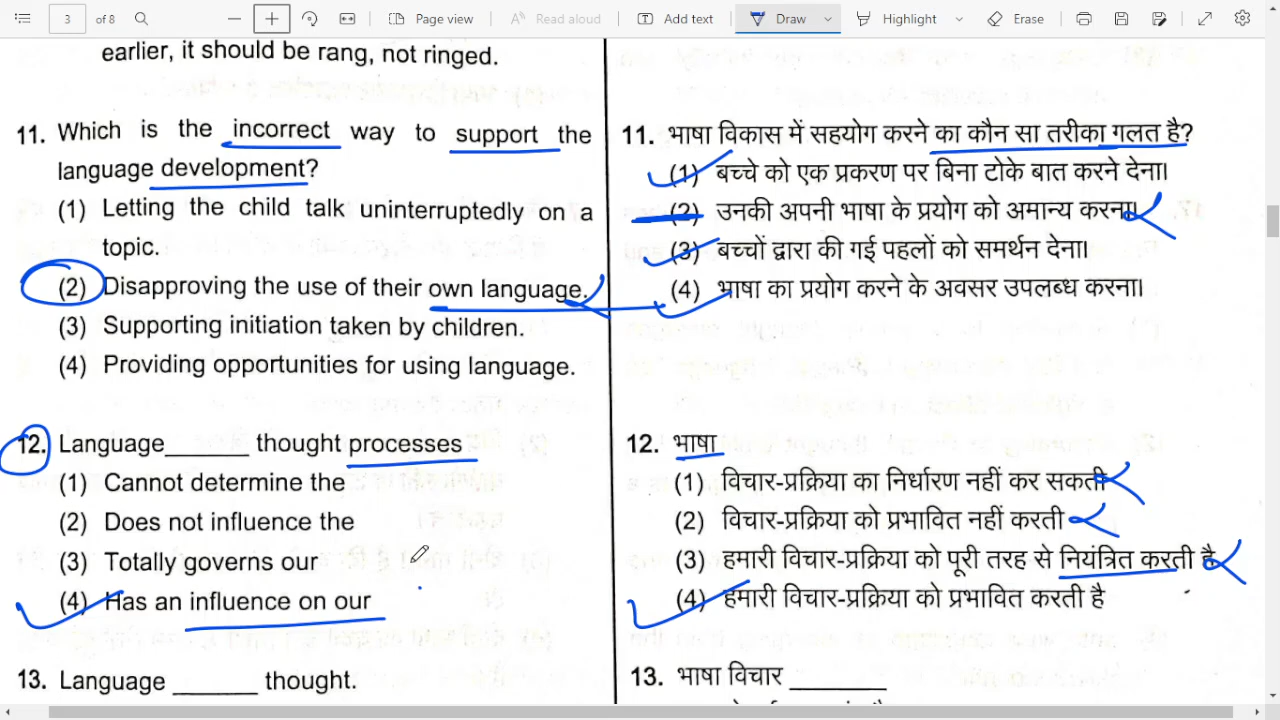 3 of 8 Page view Read aloud Add text Draw Highlight Erase
earlier, it should be rang, not ringed.
11. Which is the incorrect way to support the
language development?
(1) Letting the child talk uninterruptedly on a
topic.
(2) Disapproving the use of their own language.
(3) Supporting initiation taken by children.
(4) Providing opportunities for using language.
12. Language______ thought processes
(1) Cannot determine the
(2) Does not influence the
(3) Totally governs our
(4) Has an influence on our
13. Language ______ thought.
11. भाषा विकास में सहयोग करने का कौन सा तरीका गलत है?
(1) बच्चे को एक प्रकरण पर बिना टोके बात करने देना।
(2) उनकी अपनी भाषा के प्रयोग को अमान्य करना।
(3) बच्चों द्वारा की गई पहलों को समर्थन देना।
(4) भाषा का प्रयोग करने के अवसर उपलब्ध करना।
12. भाषा
(1) विचार-प्रक्रिया का निर्धारण नहीं कर सकती
(2) विचार-प्रक्रिया को प्रभावित नहीं करती
(3) हमारी विचार-प्रक्रिया को पूरी तरह से नियंत्रित करती है
(4) हमारी विचार-प्रक्रिया को प्रभावित करती है
13. भाषा विचार ______